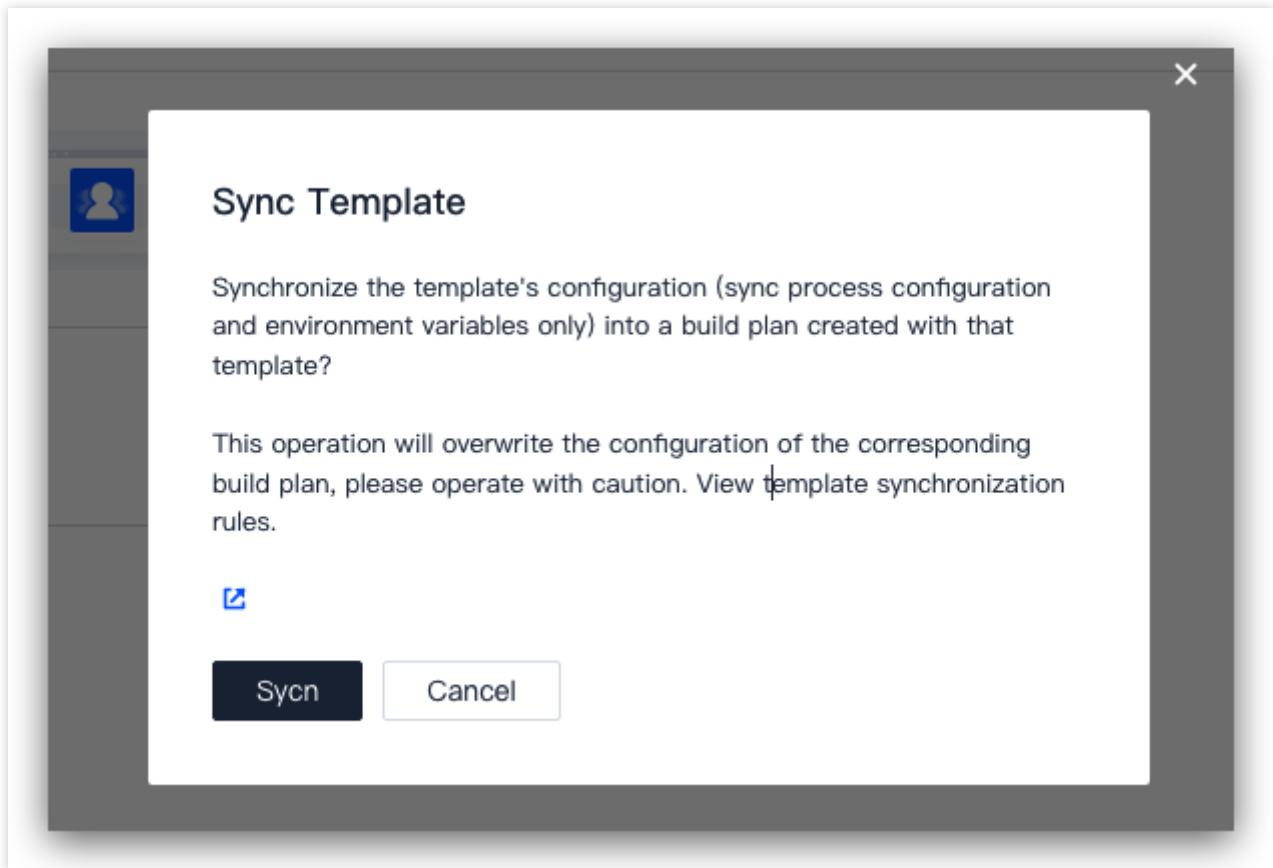 Sync Template
Synchronize the template's configuration (sync process configuration
and environment variables only) into a build plan created with that
template?
This operation will overwrite the configuration of the corresponding
build plan, please operate with caution. View template synchronization
rules.
Sycn
Cancel